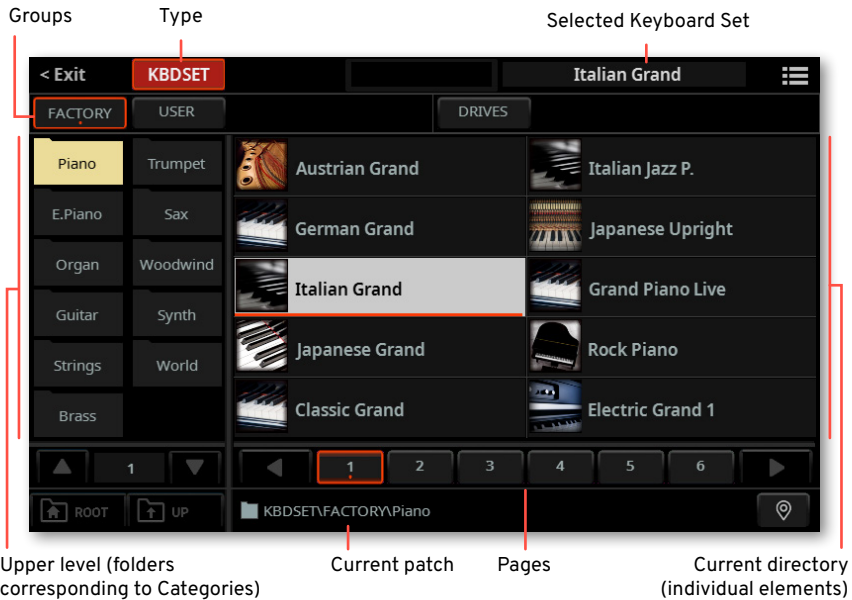 Groups
Type
Selected Keyboard Set
< Exit
KBDSET
Italian Grand
FACTORY
USER
DRIVES
Piano
Trumpet
E.Piano
Sax
Organ
Woodwind
Guitar
Synth
Strings
World
Brass
Austrian Grand
Italian Jazz P.
German Grand
Japanese Upright
Italian Grand
Grand Piano Live
Japanese Grand
Rock Piano
Classic Grand
Electric Grand 1
1
1
2
3
4
5
6
ROOT
UP
KBDSET\FACTORY\Piano
Upper level (folders
corresponding to Categories)
Current patch
Pages
Current directory
(individual elements)